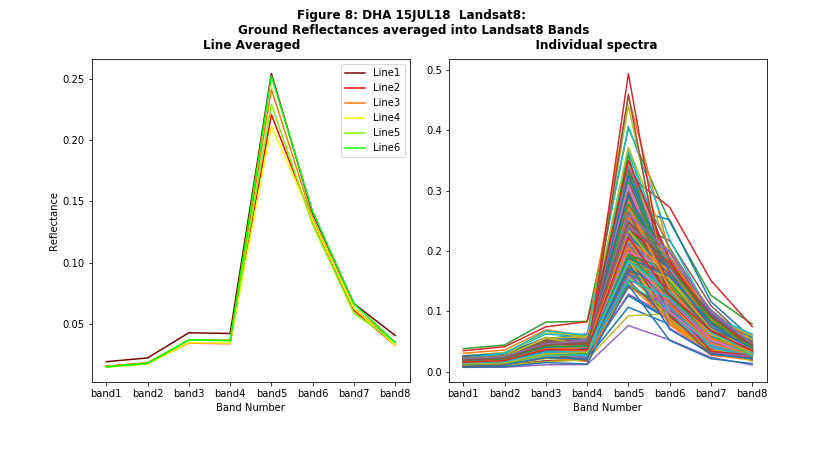 Figure 8: DHA 15JUL18  Landsat8:
Ground Reflectances averaged into Landsat8 Bands
Line Averaged
Individual spectra
Reflectance
0.25
0.20
0.15
0.10
0.05
Line1
Line2
Line3
Line4
Line5
Line6
band1 band2 band3 band4 band5 band6 band7 band8
Band Number
0.5
0.4
0.3
0.2
0.1
0.0
band1 band2 band3 band4 band5 band6 band7 band8
Band Number